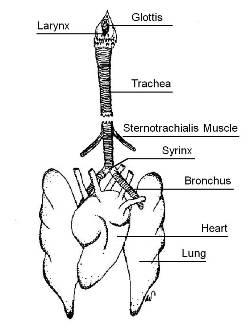 Larynx
Glottis
Trachea
Sternotrachialis Muscle
Syrinx
Bronchus
Heart
Lung